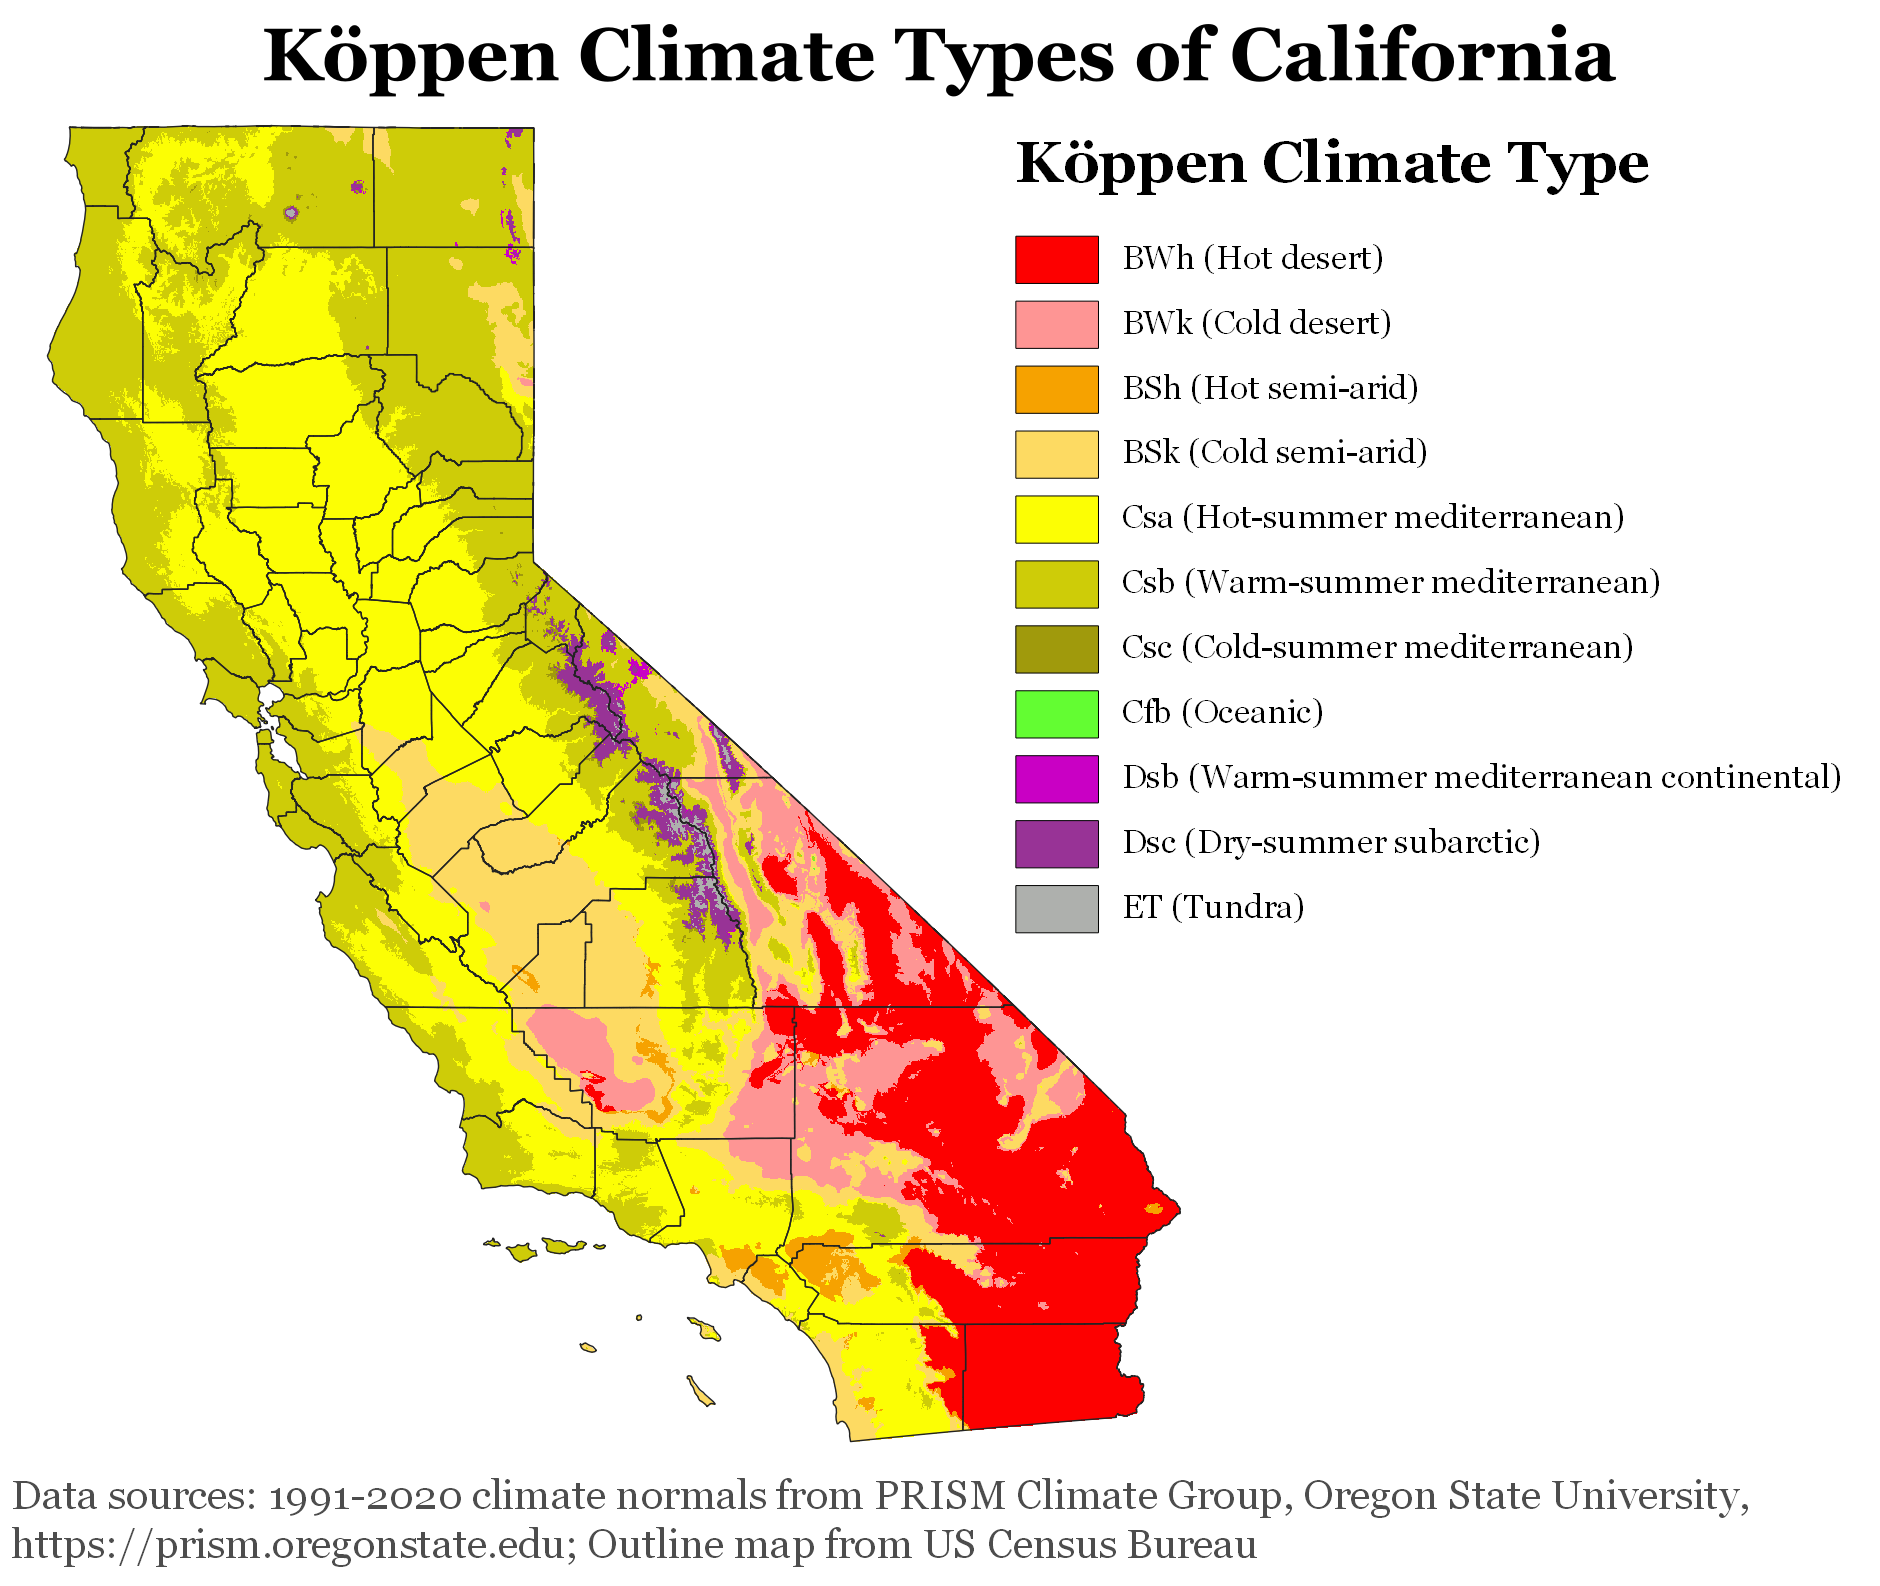 Köppen Climate Types of California
Köppen Climate Type
BWh (Hot desert)
BWk (Cold desert)
BSh (Hot semi-arid)
BSk (Cold semi-arid)
Csa (Hot-summer mediterranean)
Csb (Warm-summer mediterranean)
Csc (Cold-summer mediterranean)
Cfb (Oceanic)
Dsb (Warm-summer mediterranean continental)
Dsc (Dry-summer subarctic)
ET (Tundra)
Data sources: 1991-2020 climate normals from PRISM Climate Group, Oregon State University,
https://prism.oregonstate.edu; Outline map from US Census Bureau